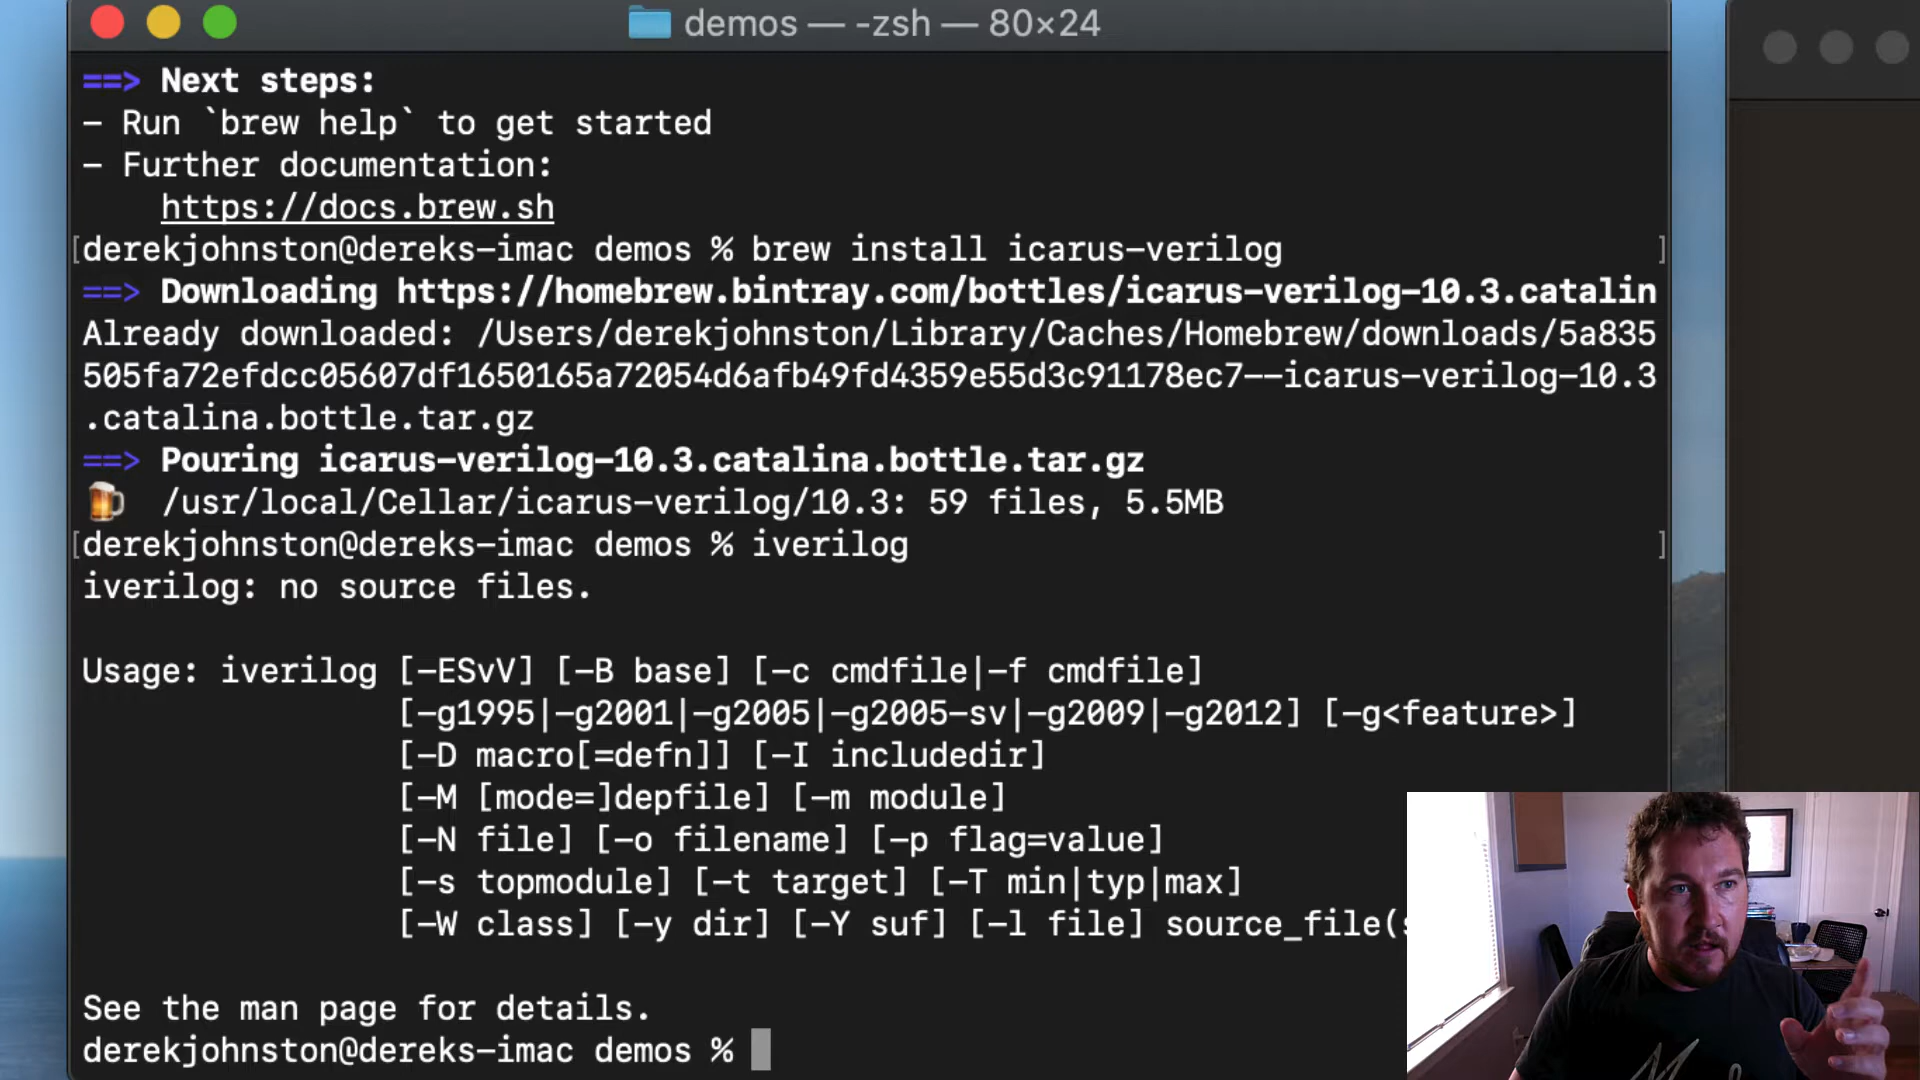 demos — -zsh — 80×24
==> Next steps:
- Run `brew help` to get started
- Further documentation:
https://docs.brew.sh
[derekjohnston@dereks-imac demos % brew install icarus-verilog ]
==> Downloading https://homebrew.bintray.com/bottles/icarus-verilog-10.3.catalin
Already downloaded: /Users/derekjohnston/Library/Caches/Homebrew/downloads/5a835
505fa72efdcc05607df1650165a72054d6afb49fd4359e55d3c91178ec7--icarus-verilog-10.3
.catalina.bottle.tar.gz
==> Pouring icarus-verilog-10.3.catalina.bottle.tar.gz
🍺 /usr/local/Cellar/icarus-verilog/10.3: 59 files, 5.5MB
[derekjohnston@dereks-imac demos % iverilog ]
iverilog: no source files.
Usage: iverilog [-ESvV] [-B base] [-c cmdfile|-f cmdfile]
[-g1995|-g2001|-g2005|-g2005-sv|-g2009|-g2012] [-g<feature>]
[-D macro[=defn]] [-I includedir]
[-M [mode=]depfile] [-m module]
[-N file] [-o filename] [-p flag=value]
[-s topmodule] [-t target] [-T min|typ|max]
[-W class] [-y dir] [-Y suf] [-l file] source_file(
See the man page for details.
derekjohnston@dereks-imac demos %